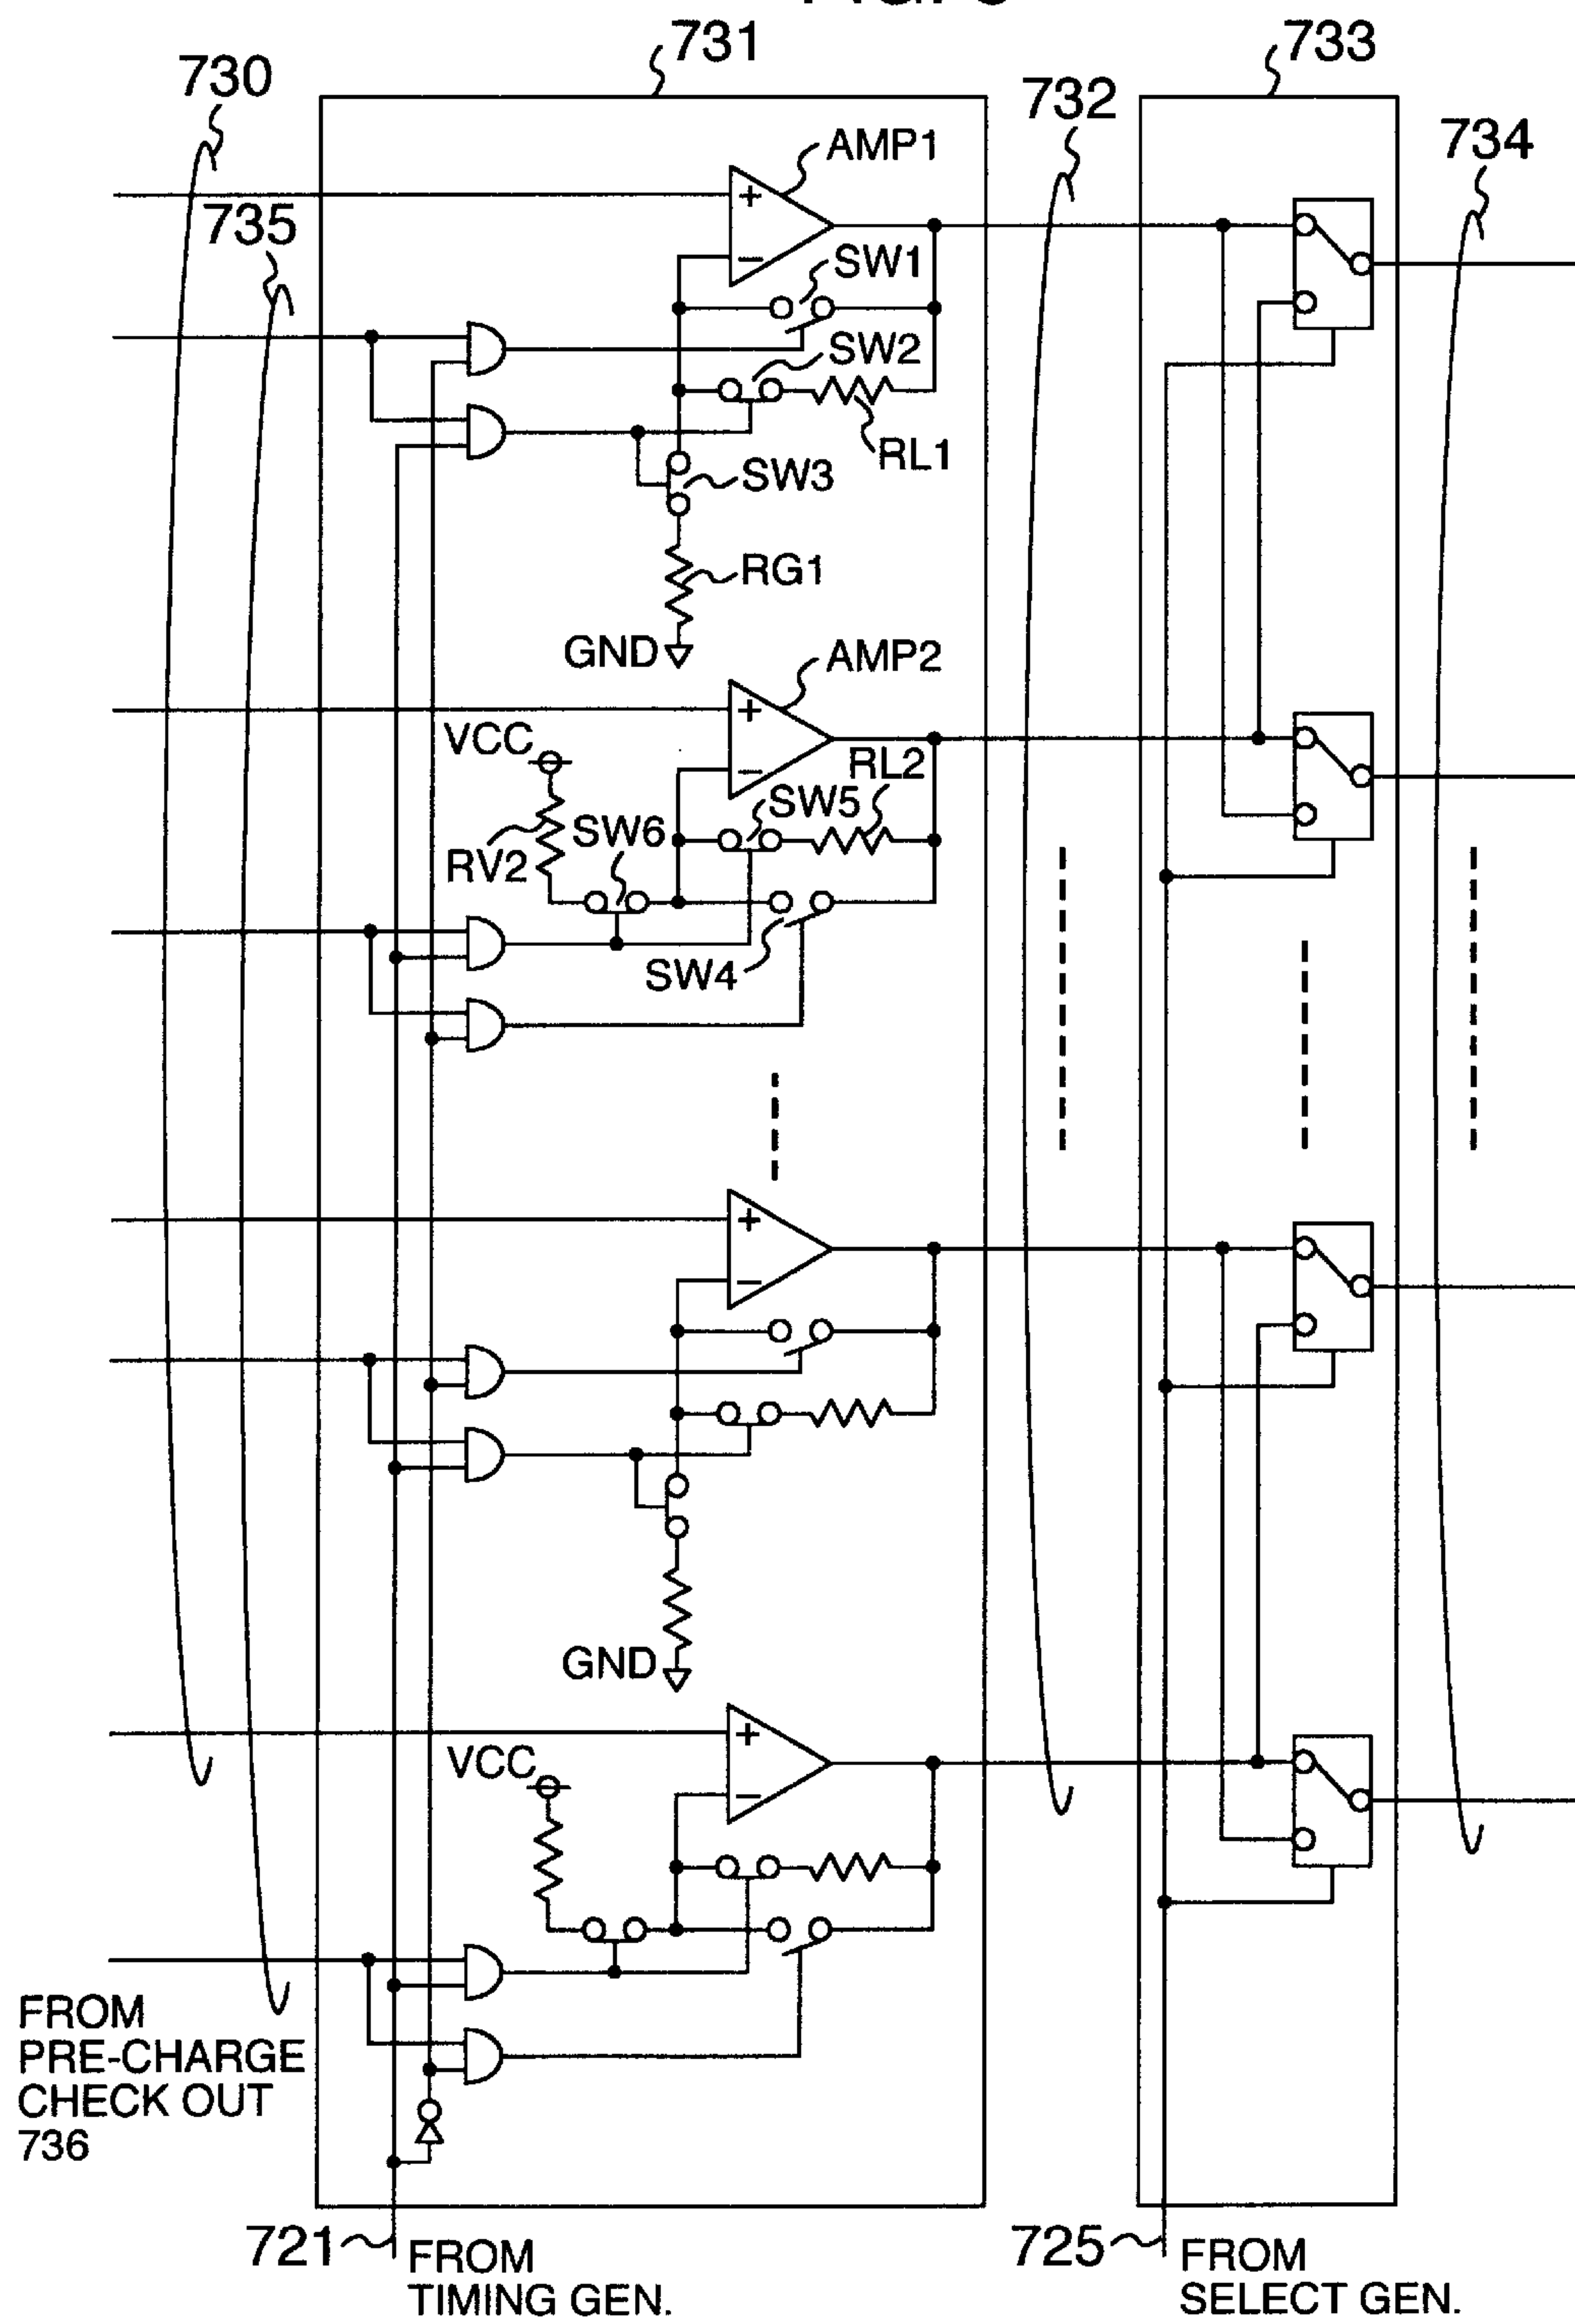 731
733
730
732
734
AMP1
+
735
−
SW1
SW2
RL1
SW3
RG1
GND
AMP2
+
VCC
−
RL2
SW5
SW6
RV2
SW4
+
−
GND
+
VCC
−
FROM
PRE-CHARGE
CHECK OUT
736
721
FROM
TIMING GEN.
725
FROM
SELECT GEN.